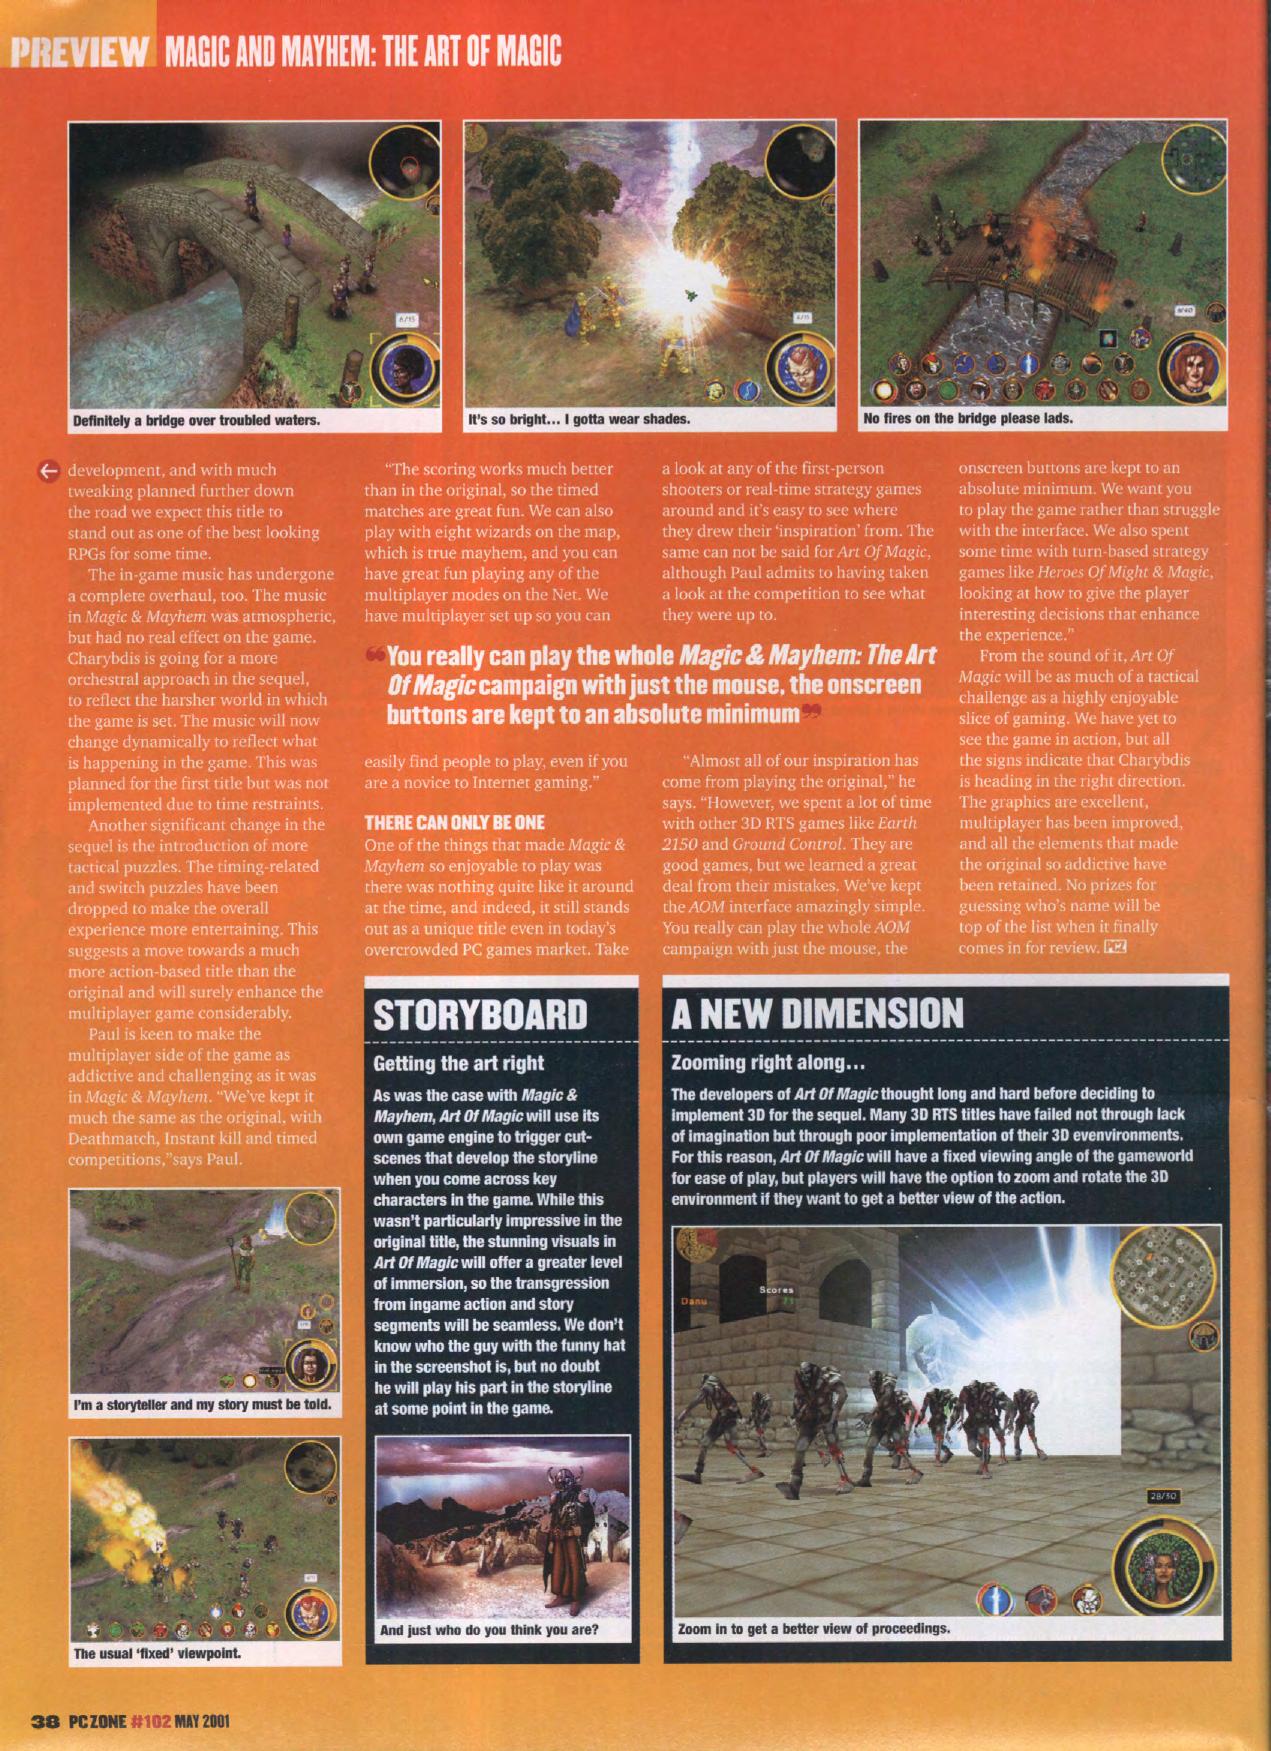 PREVIEW MAGIC AND MAYHEM: THE ART OF MAGIC
6/15
Definitely a bridge over troubled waters.
4/15
It's so bright... I gotta wear shades.
No fires on the bridge please lads.
development, and with much
tweaking planned further down
the road we expect this title to
stand out as one of the best looking
RPGs for some time.
The in-game music has undergone
a complete overhaul, too. The music
in Magic & Mayhem was atmospheric,
but had no real effect on the game.
Charybdis is going for a more
orchestral approach in the sequel,
to reflect the harsher world in which
the game is set. The music will now
change dynamically to reflect what
is happening in the game. This was
planned for the first title but was not
implemented due to time restraints.
Another significant change in the
sequel is the introduction of more
tactical puzzles. The timing-related
and switch puzzles have been
dropped to make the overall
experience more entertaining. This
suggests a move towards a much
more action-based title than the
original and will surely enhance the
multiplayer game considerably.
Paul is keen to make the
multiplayer side of the game as
addictive and challenging as it was
in Magic & Mayhem. “We've kept it
much the same as the original, with
Deathmatch, Instant kill and timed
competitions,”says Paul.
“The scoring works much better
than in the original, so the timed
matches are great fun. We can also
play with eight wizards on the map,
which is true mayhem, and you can
have great fun playing any of the
multiplayer modes on the Net. We
have multiplayer set up so you can
“You really can play the whole Magic & Mayhem: The Art
Of Magic campaign with just the mouse, the onscreen
buttons are kept to an absolute minimum”
easily find people to play, even if you
are a novice to Internet gaming.”
THERE CAN ONLY BE ONE
One of the things that made Magic &
Mayhem so enjoyable to play was
there was nothing quite like it around
at the time, and indeed, it still stands
out as a unique title even in today's
overcrowded PC games market. Take
a look at any of the first-person
shooters or real-time strategy games
around and it's easy to see where
they drew their ‘inspiration’ from. The
same can not be said for Art Of Magic,
although Paul admits to having taken
a look at the competition to see what
they were up to.
“Almost all of our inspiration has
come from playing the original,” he
says. “However, we spent a lot of time
with other 3D RTS games like Earth
2150 and Ground Control. They are
good games, but we learned a great
deal from their mistakes. We've kept
the AOM interface amazingly simple.
You really can play the whole AOM
campaign with just the mouse, the
onscreen buttons are kept to an
absolute minimum. We want you
to play the game rather than struggle
with the interface. We also spent
some time with turn-based strategy
games like Heroes Of Might & Magic,
looking at how to give the player
interesting decisions that enhance
the experience.”
From the sound of it, Art Of
Magic will be as much of a tactical
challenge as a highly enjoyable
slice of gaming. We have yet to
see the game in action, but all
the signs indicate that Charybdis
is heading in the right direction.
The graphics are excellent,
multiplayer has been improved,
and all the elements that made
the original so addictive have
been retained. No prizes for
guessing who's name will be
top of the list when it finally
comes in for review. PCZ
I'm a storyteller and my story must be told.
The usual ‘fixed’ viewpoint.
STORYBOARD
Getting the art right
As was the case with Magic &
Mayhem, Art Of Magic will use its
own game engine to trigger cut-
scenes that develop the storyline
when you come across key
characters in the game. While this
wasn't particularly impressive in the
original title, the stunning visuals in
Art Of Magic will offer a greater level
of immersion, so the transgression
from ingame action and story
segments will be seamless. We don't
know who the guy with the funny hat
in the screenshot is, but no doubt
he will play his part in the storyline
at some point in the game.
And just who do you think you are?
A NEW DIMENSION
Zooming right along...
The developers of Art Of Magic thought long and hard before deciding to
implement 3D for the sequel. Many 3D RTS titles have failed not through lack
of imagination but through poor implementation of their 3D evenvironments.
For this reason, Art Of Magic will have a fixed viewing angle of the gameworld
for ease of play, but players will have the option to zoom and rotate the 3D
environment if they want to get a better view of the action.
Scores
Danu 71
28/30
Zoom in to get a better view of proceedings.
38 PCZONE #102 MAY 2001